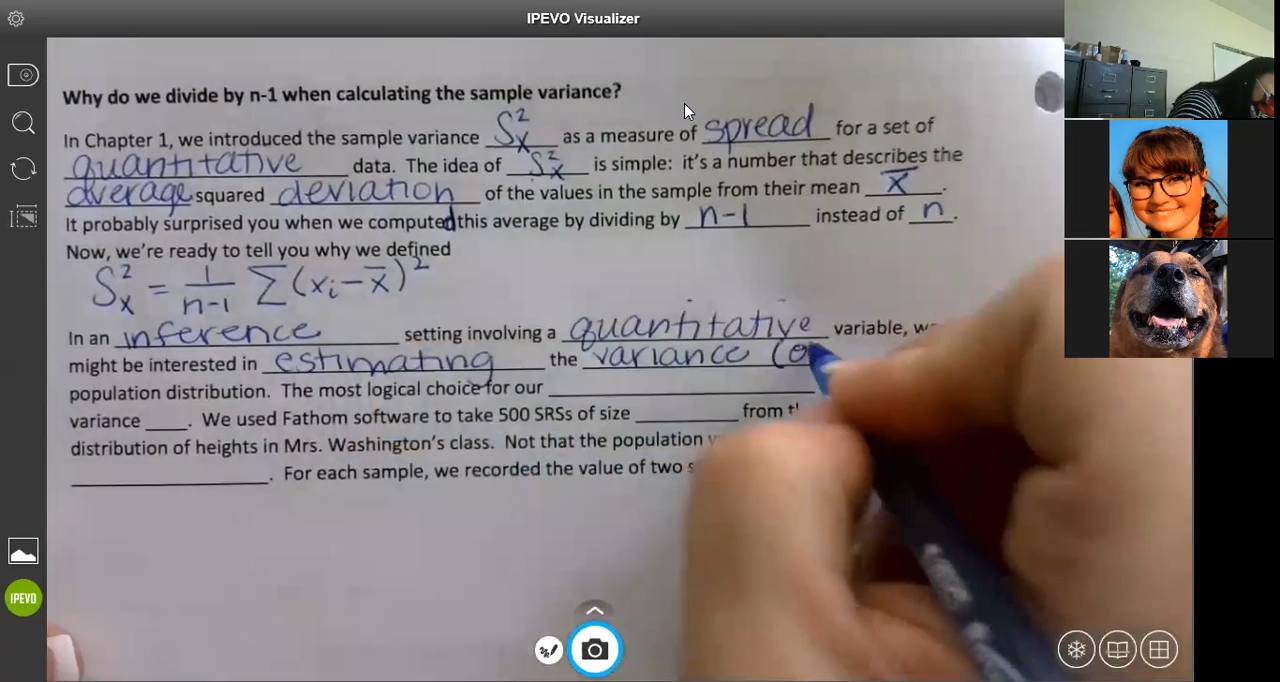 IPEVO Visualizer
Why do we divide by n-1 when calculating the sample variance?
In Chapter 1, we introduced the sample variance Sx² as a measure of spread for a set of
quantitative data. The idea of Sx² is simple: it's a number that describes the
average squared deviation of the values in the sample from their mean x̄.
It probably surprised you when we computed this average by dividing by n-1 instead of n.
Now, we're ready to tell you why we defined
Sx² = 1/n-1 Σ(xi - x̄)²
In an inference setting involving a quantitative variable,
might be interested in estimating the variance (
population distribution. The most logical choice for our
variance ____. We used Fathom software to take 500 SRSs of size ____ from
distribution of heights in Mrs. Washington's class. Not that the population
____. For each sample, we recorded the value of two
IPEVO